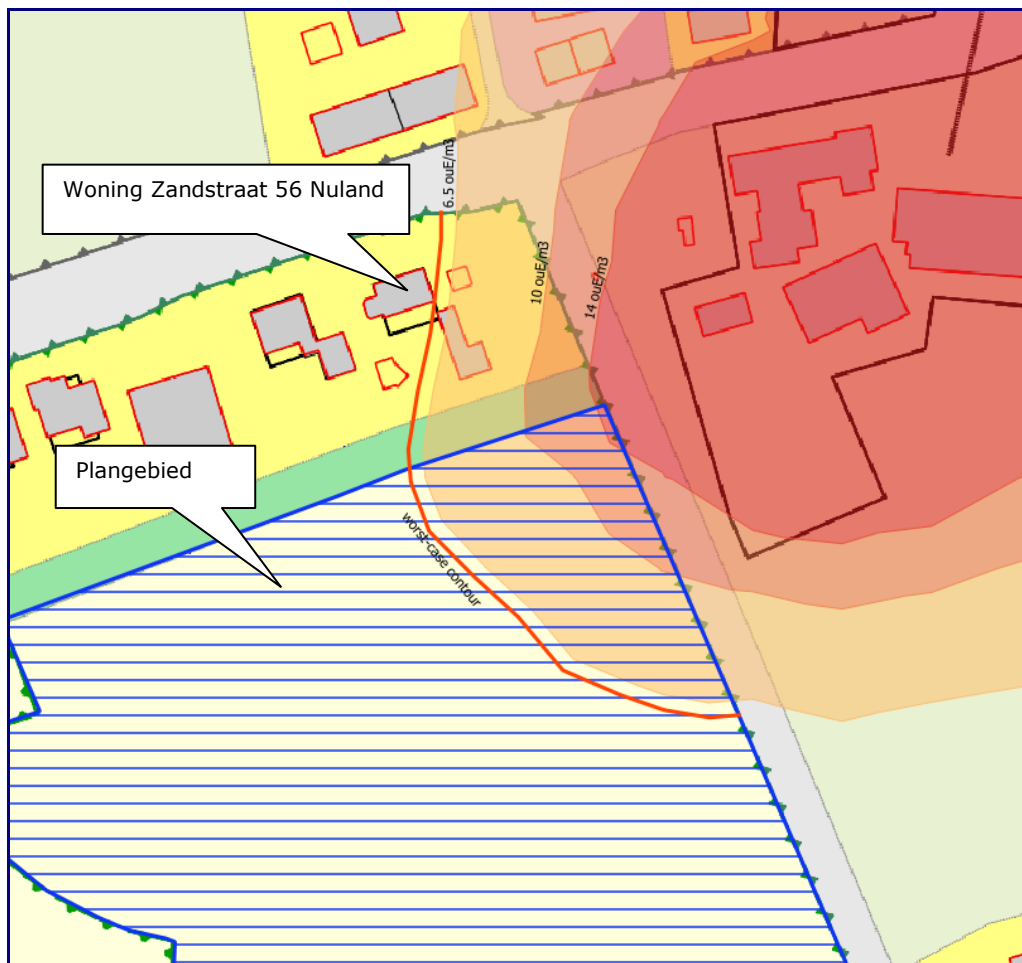 6.5 ouE/m3
Woning Zandstraat 56 Nuland
10 ouE/m3
14 ouE/m3
Plangebied
worst-case contour